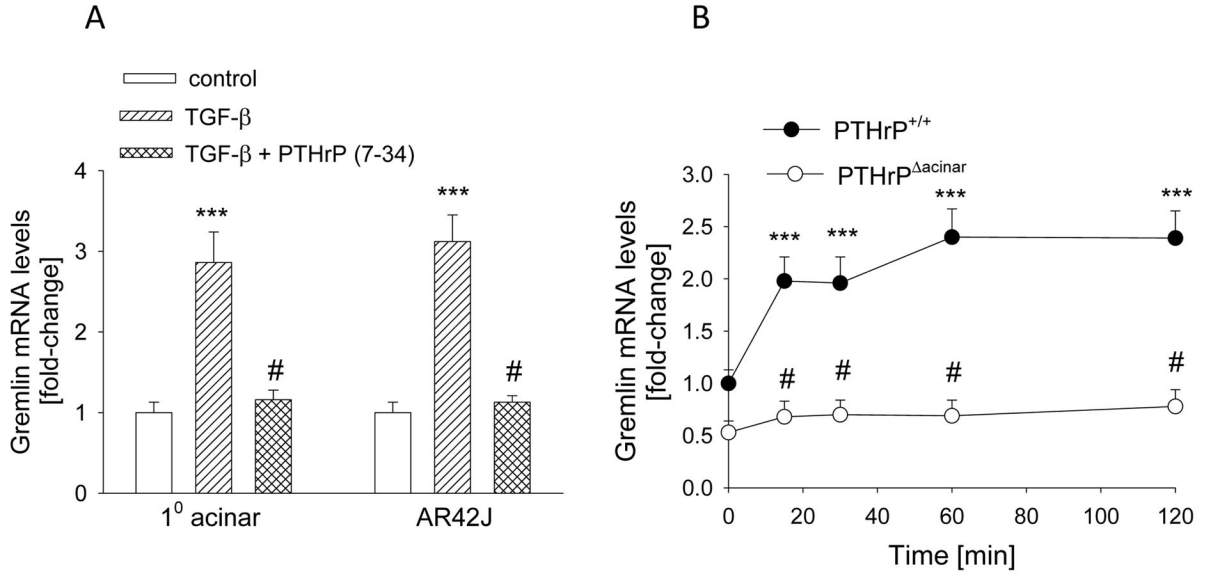 A
control
TGF-β
TGF-β + PTHrP (7-34)
Gremlin mRNA levels
[fold-change]
4
3
2
1
0
***
#
***
#
1⁰ acinar
AR42J
B
PTHrP⁺/⁺
PTHrP^Δacinar
Gremlin mRNA levels
[fold-change]
3.0
2.5
2.0
1.5
1.0
0.5
0.0
***
***
***
***
#
#
#
#
0 20 40 60 80 100 120
Time [min]